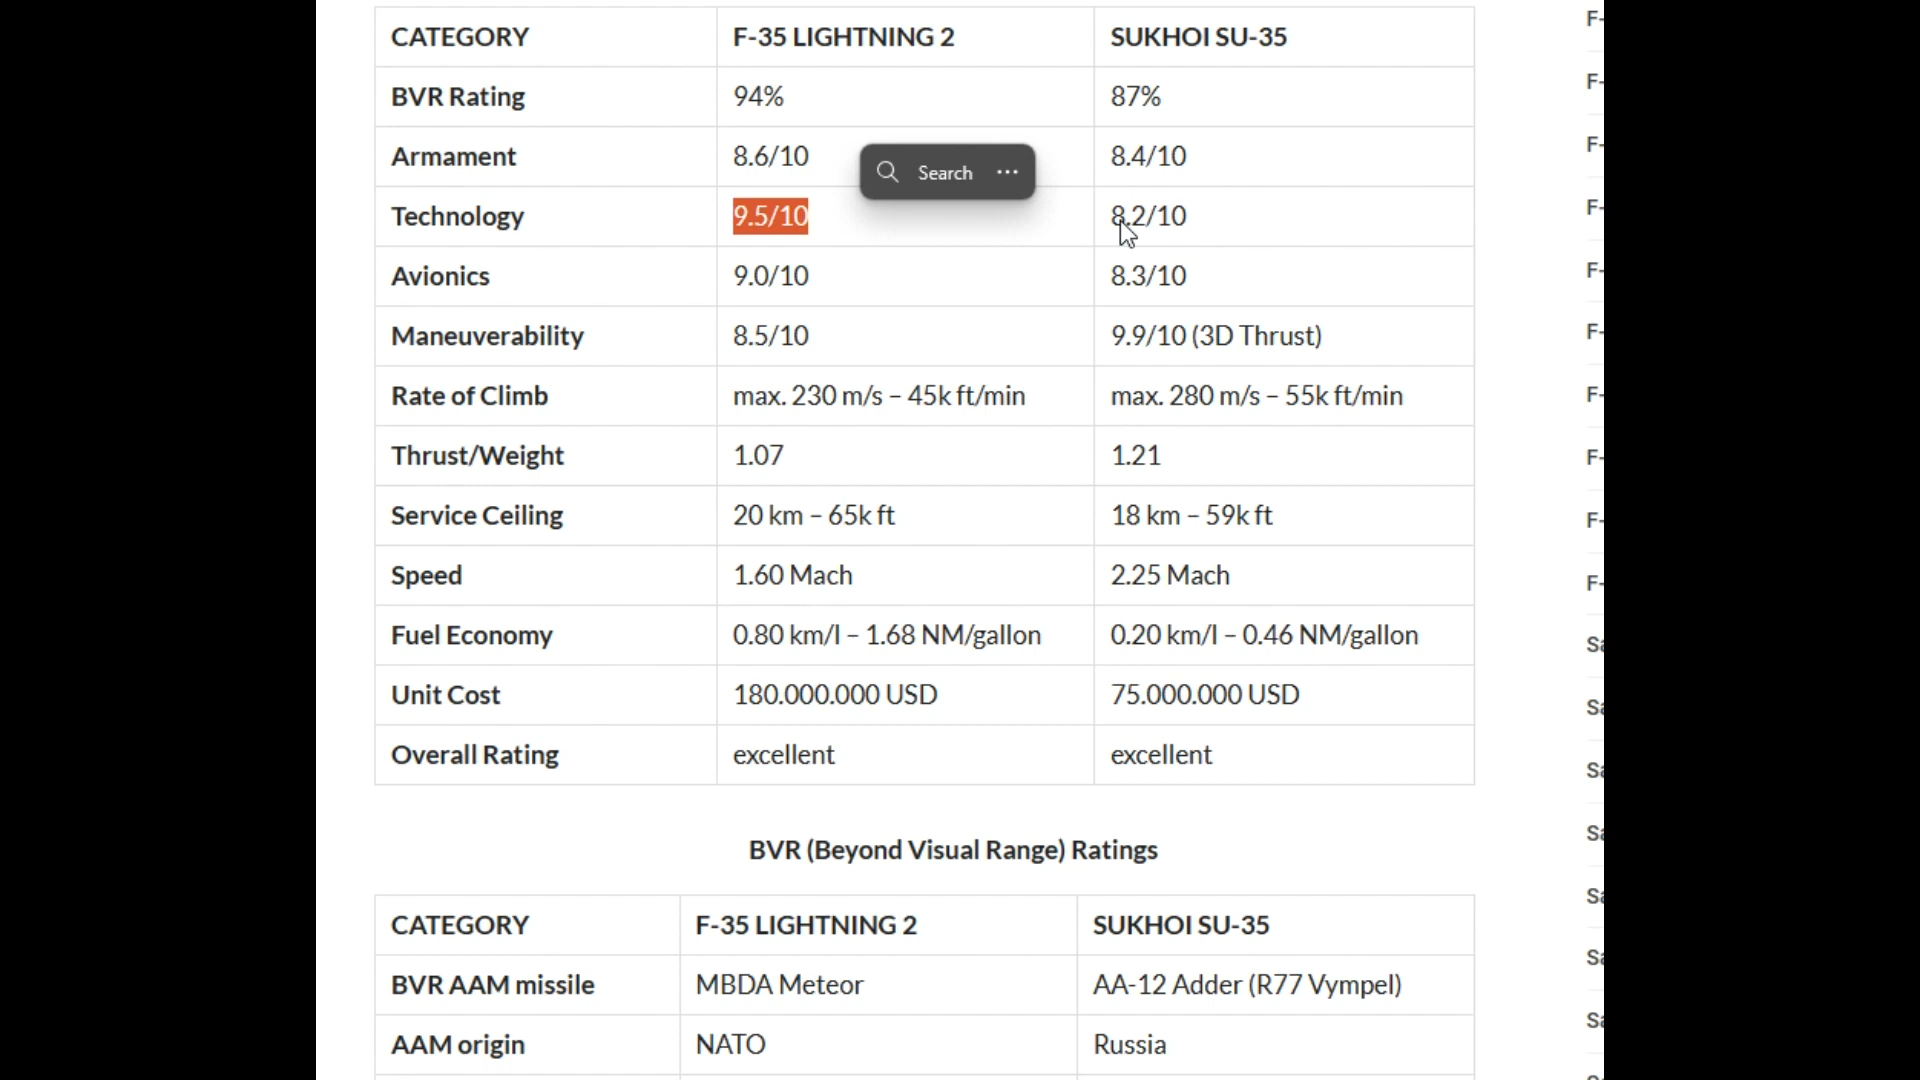 CATEGORY F-35 LIGHTNING 2 SUKHOI SU-35
BVR Rating 94% 87%
Armament 8.6/10 8.4/10
Search ...
Technology 9.5/10 8.2/10
Avionics 9.0/10 8.3/10
Maneuverability 8.5/10 9.9/10 (3D Thrust)
Rate of Climb max. 230 m/s – 45k ft/min max. 280 m/s – 55k ft/min
Thrust/Weight 1.07 1.21
Service Ceiling 20 km – 65k ft 18 km – 59k ft
Speed 1.60 Mach 2.25 Mach
Fuel Economy 0.80 km/l – 1.68 NM/gallon 0.20 km/l – 0.46 NM/gallon
Unit Cost 180.000.000 USD 75.000.000 USD
Overall Rating excellent excellent
BVR (Beyond Visual Range) Ratings
CATEGORY F-35 LIGHTNING 2 SUKHOI SU-35
BVR AAM missile MBDA Meteor AA-12 Adder (R77 Vympel)
AAM origin NATO Russia
F-
F-
F-
F-
F-
F-
F-
F-
F-
F-